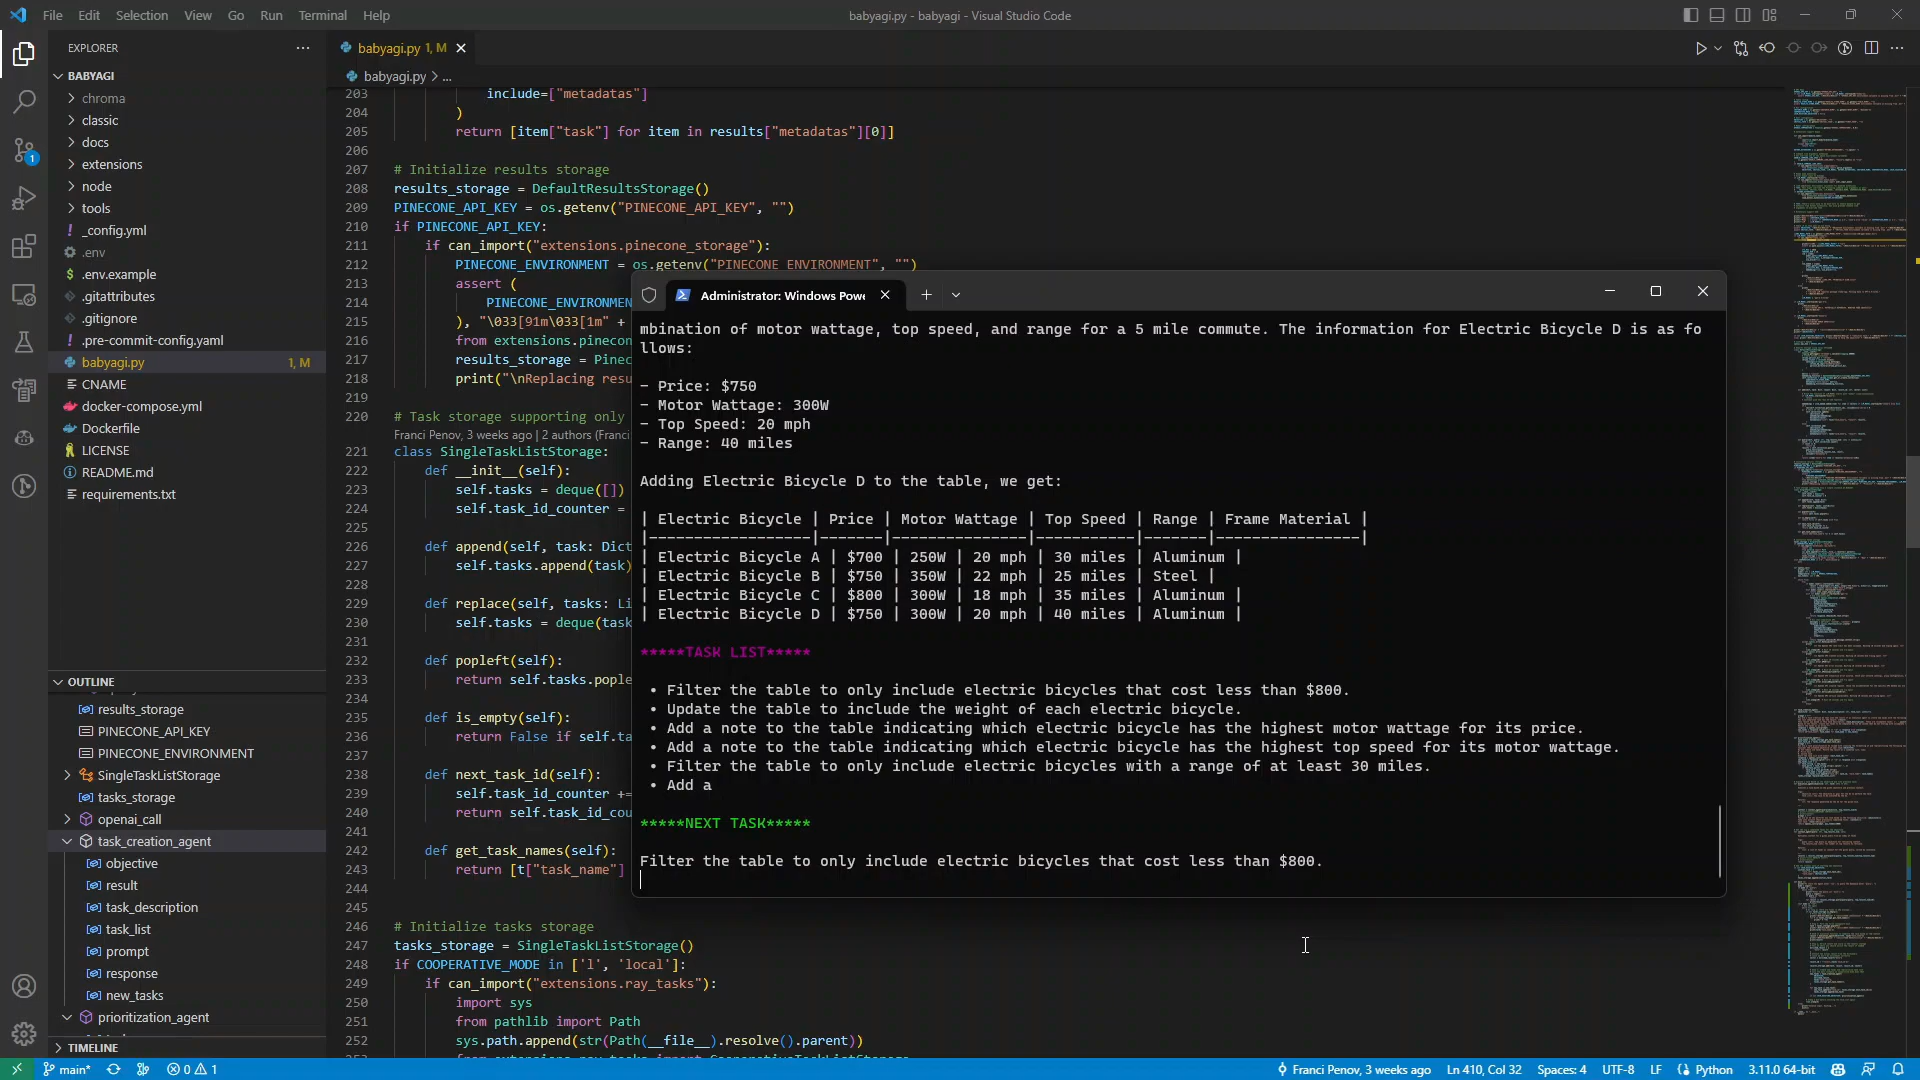 File Edit Selection View Go Run Terminal Help
babyagi.py - babyagi - Visual Studio Code
EXPLORER
babyagi.py 1, M
BABYAGI
babyagi.py > ...
chroma
classic
docs
extensions
node
tools
_config.yml
.env
.env.example
.gitattributes
.gitignore
.pre-commit-config.yaml
babyagi.py 1, M
CNAME
docker-compose.yml
Dockerfile
LICENSE
README.md
requirements.txt
OUTLINE
results_storage
PINECONE_API_KEY
PINECONE_ENVIRONMENT
SingleTaskListStorage
tasks_storage
openai_call
task_creation_agent
objective
result
task_description
task_list
prompt
response
new_tasks
prioritization_agent
TIMELINE
203 include=["metadatas"]
204 )
205 return [item["task"] for item in results["metadatas"][0]]
206
207 # Initialize results storage
208 results_storage = DefaultResultsStorage()
209 PINECONE_API_KEY = os.getenv("PINECONE_API_KEY", "")
210 if PINECONE_API_KEY:
211 if can_import("extensions.pinecone_storage"):
212 PINECONE_ENVIRONMENT = os.getenv("PINECONE_ENVIRONMENT", "")
213 assert (
214 PINECONE_ENVIRONMEN
215 ), "\033[91m\033[1m" +
216 from extensions.pinecon
217 results_storage = Pinec
218 print("\nReplacing resu
219
220 # Task storage supporting only
Franci Penov, 3 weeks ago | 2 authors (Franci
221 class SingleTaskListStorage:
222 def __init__(self):
223 self.tasks = deque([])
224 self.task_id_counter =
225
226 def append(self, task: Dict
227 self.tasks.append(task)
228
229 def replace(self, tasks: Li
230 self.tasks = deque(task
231
232 def popleft(self):
233 return self.tasks.pople
234
235 def is_empty(self):
236 return False if self.ta
237
238 def next_task_id(self):
239 self.task_id_counter +=
240 return self.task_id_cou
241
242 def get_task_names(self):
243 return [t["task_name"]
244
245
246 # Initialize tasks storage
247 tasks_storage = SingleTaskListStorage()
248 if COOPERATIVE_MODE in ['l', 'local']:
249 if can_import("extensions.ray_tasks"):
250 import sys
251 from pathlib import Path
252 sys.path.append(str(Path(__file__).resolve().parent))
Administrator: Windows Powe
mbination of motor wattage, top speed, and range for a 5 mile commute. The information for Electric Bicycle D is as fo
llows:
- Price: $750
- Motor Wattage: 300W
- Top Speed: 20 mph
- Range: 40 miles
Adding Electric Bicycle D to the table, we get:
| Electric Bicycle | Price | Motor Wattage | Top Speed | Range | Frame Material |
|------------------|-------|---------------|-----------|-------|----------------|
| Electric Bicycle A | $700 | 250W | 20 mph | 30 miles | Aluminum |
| Electric Bicycle B | $750 | 350W | 22 mph | 25 miles | Steel |
| Electric Bicycle C | $800 | 300W | 18 mph | 35 miles | Aluminum |
| Electric Bicycle D | $750 | 300W | 20 mph | 40 miles | Aluminum |
*****TASK LIST*****
• Filter the table to only include electric bicycles that cost less than $800.
• Update the table to include the weight of each electric bicycle.
• Add a note to the table indicating which electric bicycle has the highest motor wattage for its price.
• Add a note to the table indicating which electric bicycle has the highest top speed for its motor wattage.
• Filter the table to only include electric bicycles with a range of at least 30 miles.
• Add a
*****NEXT TASK*****
Filter the table to only include electric bicycles that cost less than $800.
main* 0 1
Franci Penov, 3 weeks ago Ln 410, Col 32 Spaces: 4 UTF-8 LF Python 3.11.0 64-bit